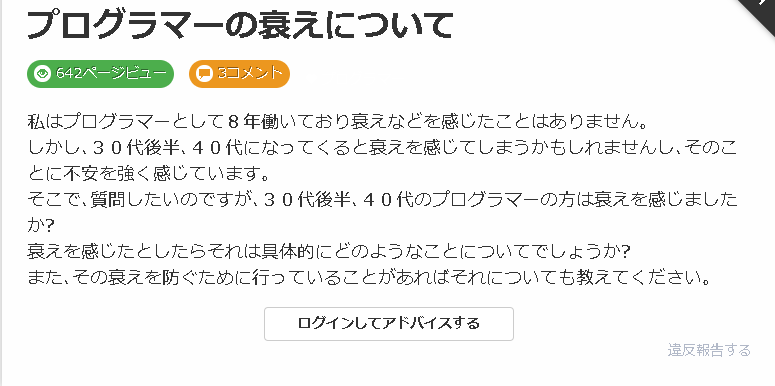 プログラマーの衰えについて
642ページビュー 3コメント
私はプログラマーとして８年働いており衰えなどを感じたことはありません。
しかし、３０代後半、４０代になってくると衰えを感じてしまうかもしれませんし、そのこ
とに不安を強く感じています。
そこで、質問したいのですが、３０代後半、４０代のプログラマーの方は衰えを感じました
か?
衰えを感じたとしたらそれは具体的にどのようなことについてでしょうか?
また、その衰えを防ぐために行っていることがあればそれについても教えてください。
ログインしてアドバイスする
違反報告する